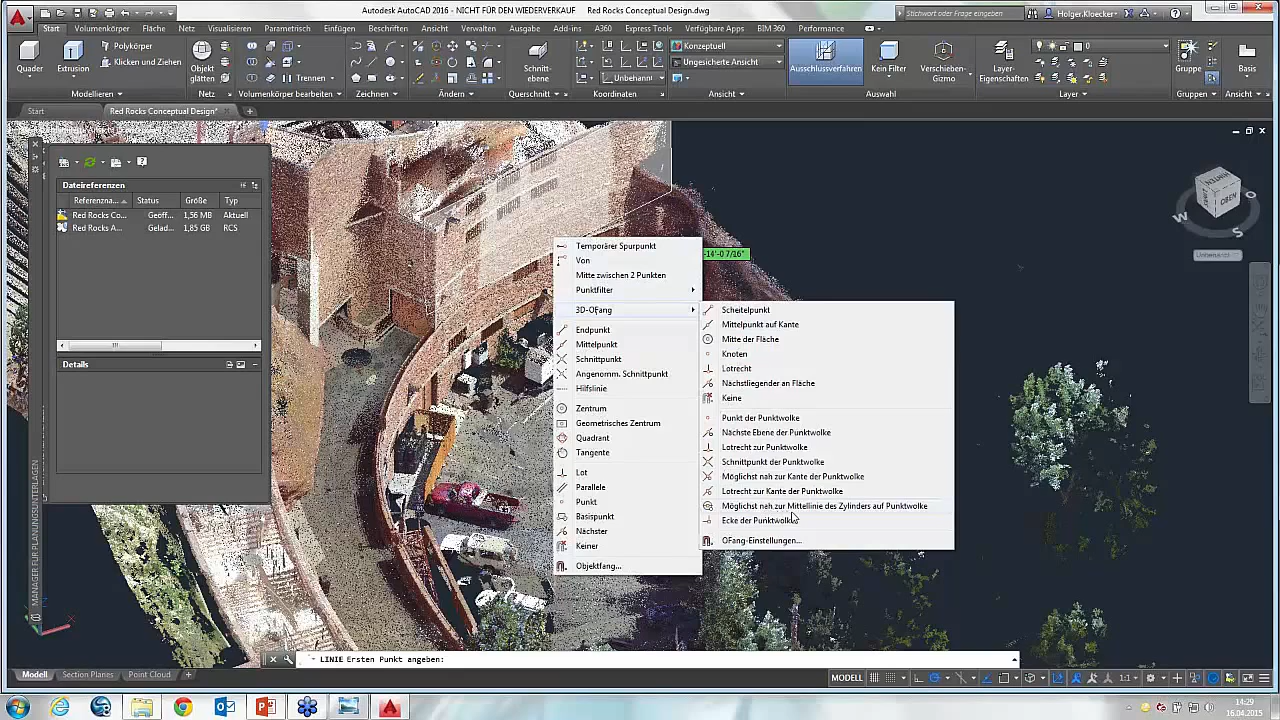 Autodesk AutoCAD 2016 - NICHT FÜR DEN WIEDERVERKAUF Red Rocks Conceptual Design.dwg
Stichwort oder Frage eingeben
Holger.Kloecker
Start Volumenkörper Fläche Netz Visualisieren Parametrisch Einfügen Beschriften Ansicht Verwalten Ausgabe Add-ins A360 Express Tools Verfügbare Apps BIM 360 Performance
Quader
Extrusion
Polykörper
Klicken und Ziehen
Objekt glätten
Trennen
Schnitt-ebene
Unbenannt
Konzeptuell
Ungesicherte Ansicht
Ausschlussverfahren
Kein Filter
Verschieben-Gizmo
Layer Eigenschaften
0
Gruppe
Basis
Modellieren
Netz
Volumenkörper bearbeiten
Zeichnen
Ändern
Querschnitt
Koordinaten
Ansicht
Auswahl
Layer
Gruppen
Ansicht
Start
Red Rocks Conceptual Design*
Dateireferenzen
Referenzna... Status Größe Typ
Red Rocks Co... Geoff... 1,56 MB Aktuell
Red Rocks A... Gelad... 1,85 GB RCS
Details
MANAGER FÜR PLANUNGSUNTERLAGEN
Temporärer Spurpunkt
Von
Mitte zwischen 2 Punkten
Punktfilter
3D-OFang
Endpunkt
Mittelpunkt
Schnittpunkt
Angenomm. Schnittpunkt
Hilfslinie
Zentrum
Geometrisches Zentrum
Quadrant
Tangente
Lot
Parallele
Punkt
Basispunkt
Nächster
Keiner
Objektfang...
-14'-0 7/16"
Scheitelpunkt
Mittelpunkt auf Kante
Mitte der Fläche
Knoten
Lotrecht
Nächstliegender an Fläche
Keine
Punkt der Punktwolke
Nächste Ebene der Punktwolke
Lotrecht zur Punktwolke
Schnittpunkt der Punktwolke
Möglichst nah zur Kante der Punktwolke
Lotrecht zur Kante der Punktwolke
Möglichst nah zur Mittellinie des Zylinders auf Punktwolke
Ecke der Punktwolke
OFang-Einstellungen...
OBEN
W
O
S
Unbenannt
LINIE Ersten Punkt angeben:
Modell Section Planes Point Cloud
MODELL
1:1
14:29
16.04.2015